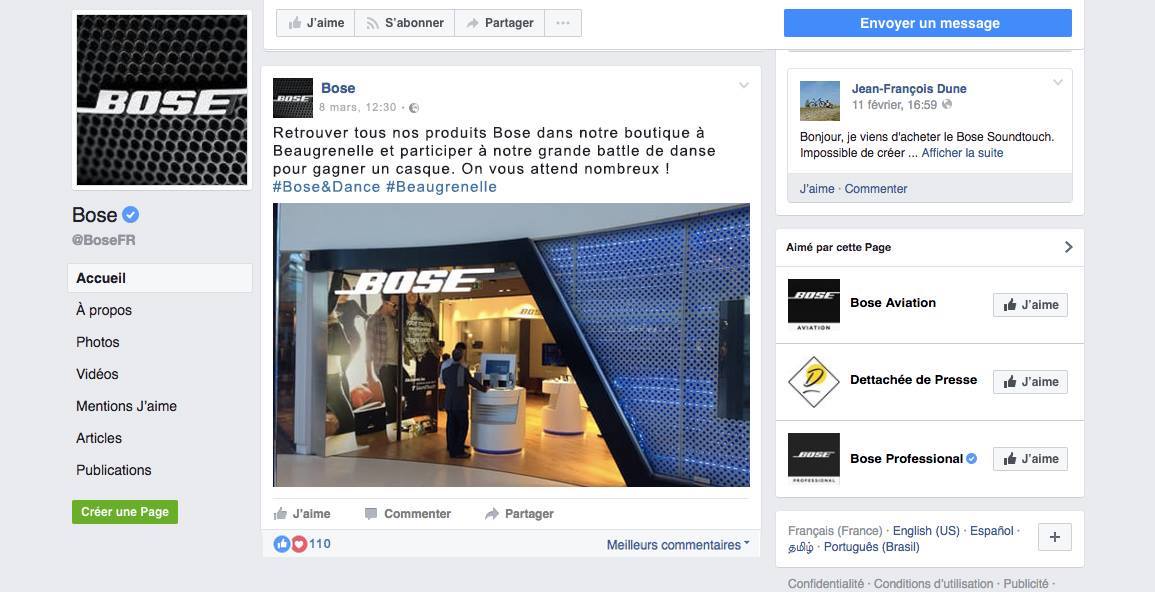 J'aime
S'abonner
Partager
Envoyer un message
BOSE
Bose
@BoseFR
Accueil
À propos
Photos
Vidéos
Mentions J'aime
Articles
Publications
Créer une Page
BOSE
Bose
8 mars, 12:30 ·
Retrouver tous nos produits Bose dans notre boutique à
Beaugrenelle et participer à notre grande battle de danse
pour gagner un casque. On vous attend nombreux !
#Bose&Dance #Beaugrenelle
BOSE
BOSE
J'aime
Commenter
Partager
110
Meilleurs commentaires
Jean-François Dune
11 février, 16:59
Bonjour, je viens d'acheter le Bose Soundtouch.
Impossible de créer ... Afficher la suite
J'aime · Commenter
Aimé par cette Page
BOSE
AVIATION
Bose Aviation
J'aime
D
Dettachée de Presse
J'aime
BOSE
PROFESSIONAL
Bose Professional
J'aime
Français (France) · English (US) · Español ·
தமிழ் · Português (Brasil)
+
Confidentialité · Conditions d'utilisation · Publicité ·